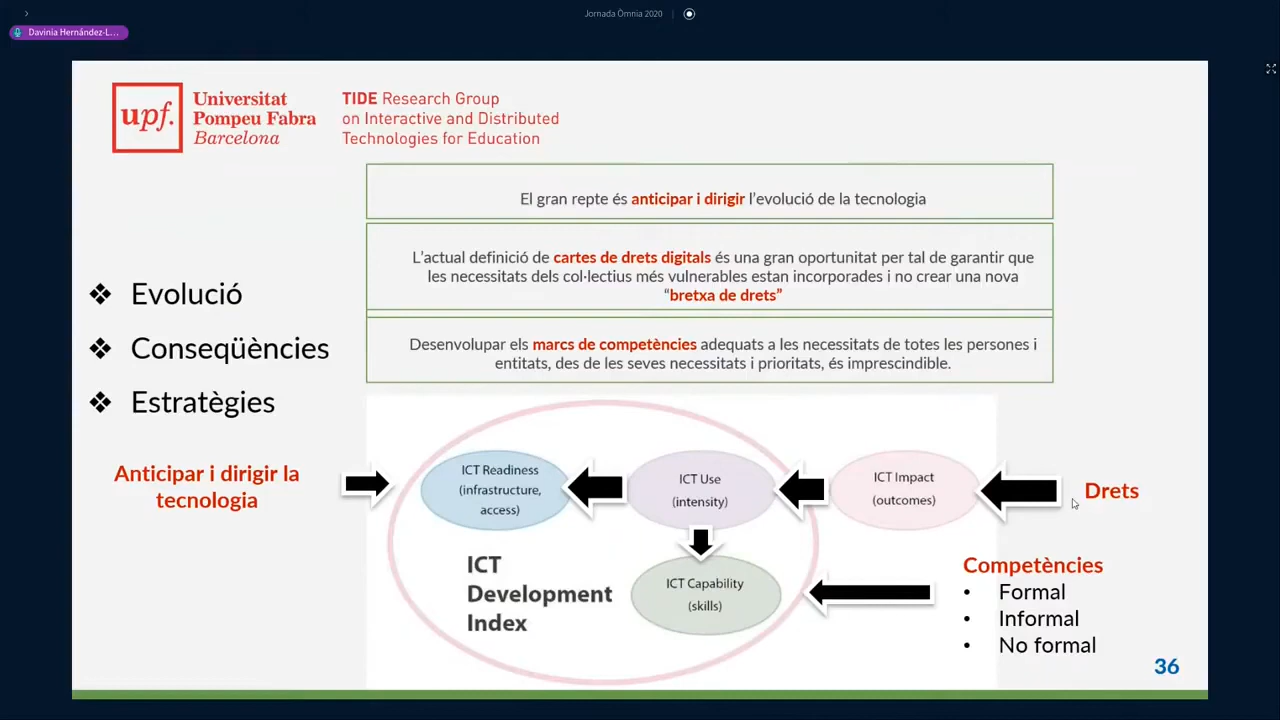 Jornada Òmnia 2020
Davinia Hernández-L...
upf.
Universitat
Pompeu Fabra
Barcelona
TIDE Research Group
on Interactive and Distributed
Technologies for Education
El gran repte és anticipar i dirigir l'evolució de la tecnologia
L'actual definició de cartes de drets digitals és una gran oportunitat per tal de garantir que
les necessitats dels col·lectius més vulnerables estan incorporades i no crear una nova
“bretxa de drets”
Desenvolupar els marcs de competències adequats a les necessitats de totes les persones i
entitats, des de les seves necessitats i prioritats, és imprescindible.
❖ Evolució
❖ Conseqüències
❖ Estratègies
Anticipar i dirigir la
tecnologia
ICT Readiness
(infrastructure,
access)
ICT Use
(intensity)
ICT Impact
(outcomes)
Drets
ICT Capability
(skills)
ICT
Development
Index
Competències
• Formal
• Informal
• No formal
36